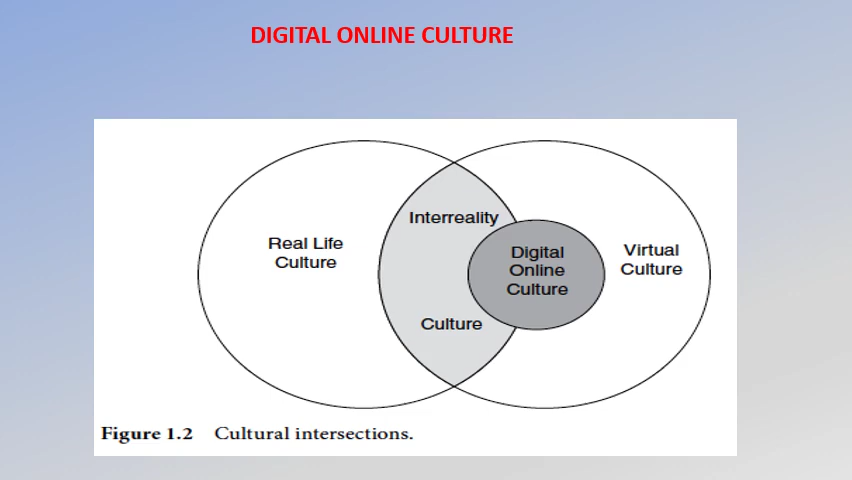 DIGITAL ONLINE CULTURE
Interreality
Real Life
Culture
Digital
Online
Culture
Virtual
Culture
Culture
Figure 1.2 Cultural intersections.